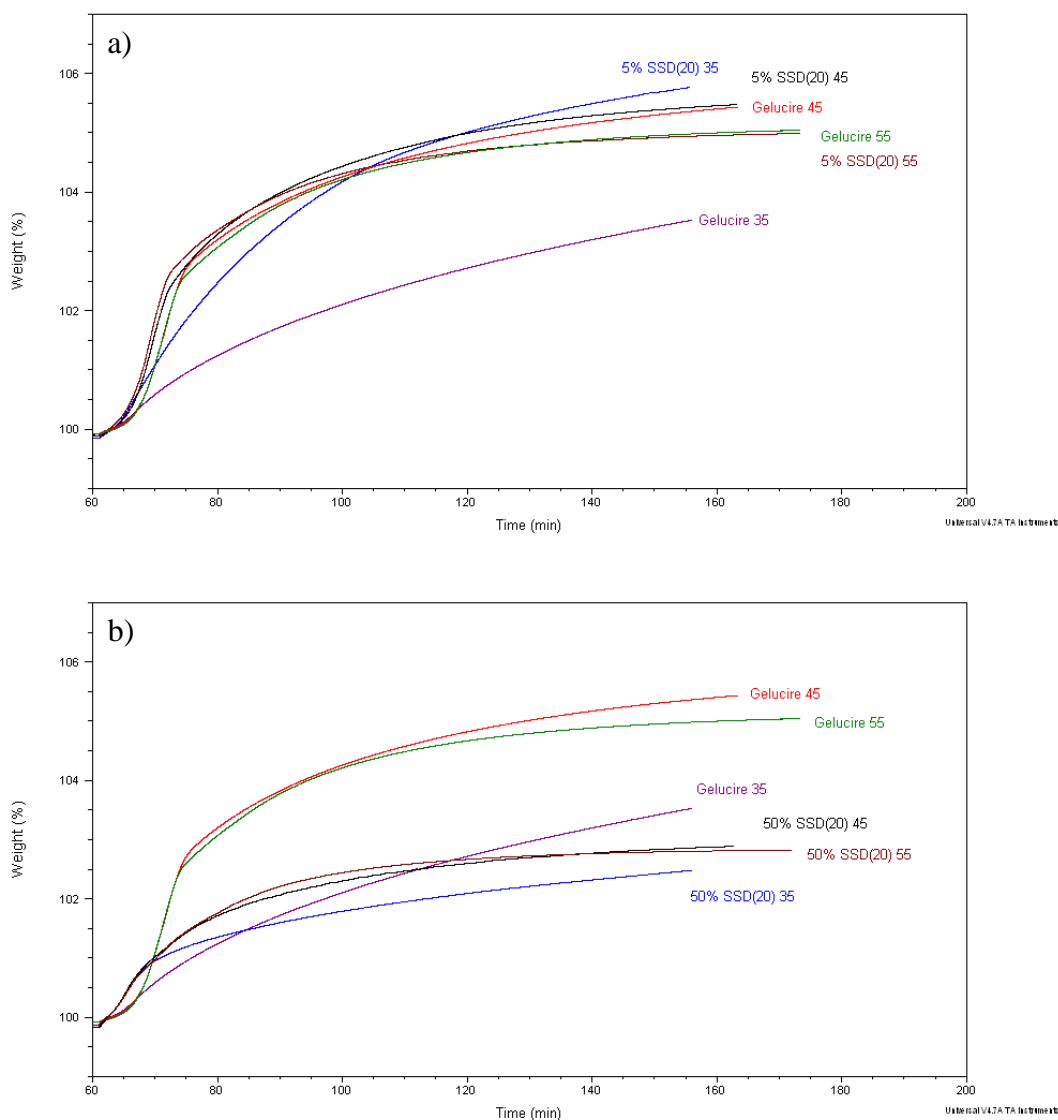 a)
106
104
102
100
Weight (%)
5% SSD(20) 35
5% SSD(20) 45
Gelucire 45
Gelucire 55
5% SSD(20) 55
Gelucire 35
60 80 100 120 140 160 180 200
Time (min)
Universal V4.7A TA Instruments
b)
106
104
102
100
Weight (%)
Gelucire 45
Gelucire 55
Gelucire 35
50% SSD(20) 45
50% SSD(20) 55
50% SSD(20) 35
60 80 100 120 140 160 180 200
Time (min)
Universal V4.7A TA Instruments